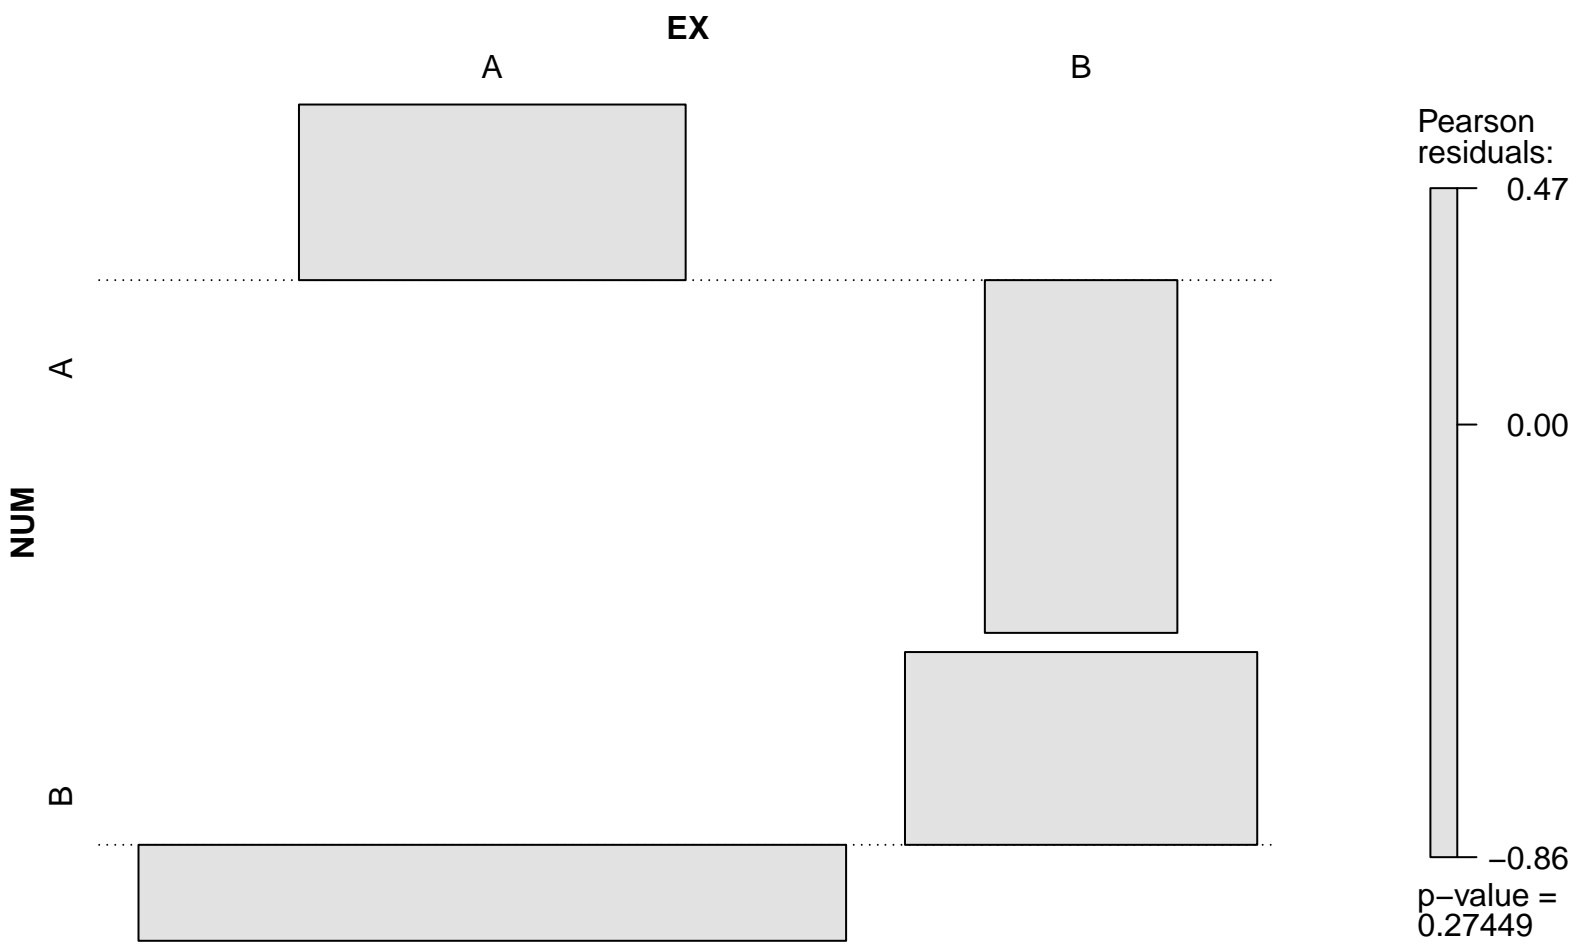 EX
A
B
NUM
A
B
Pearson
residuals:
0.47
0.00
−0.86
p−value =
0.27449